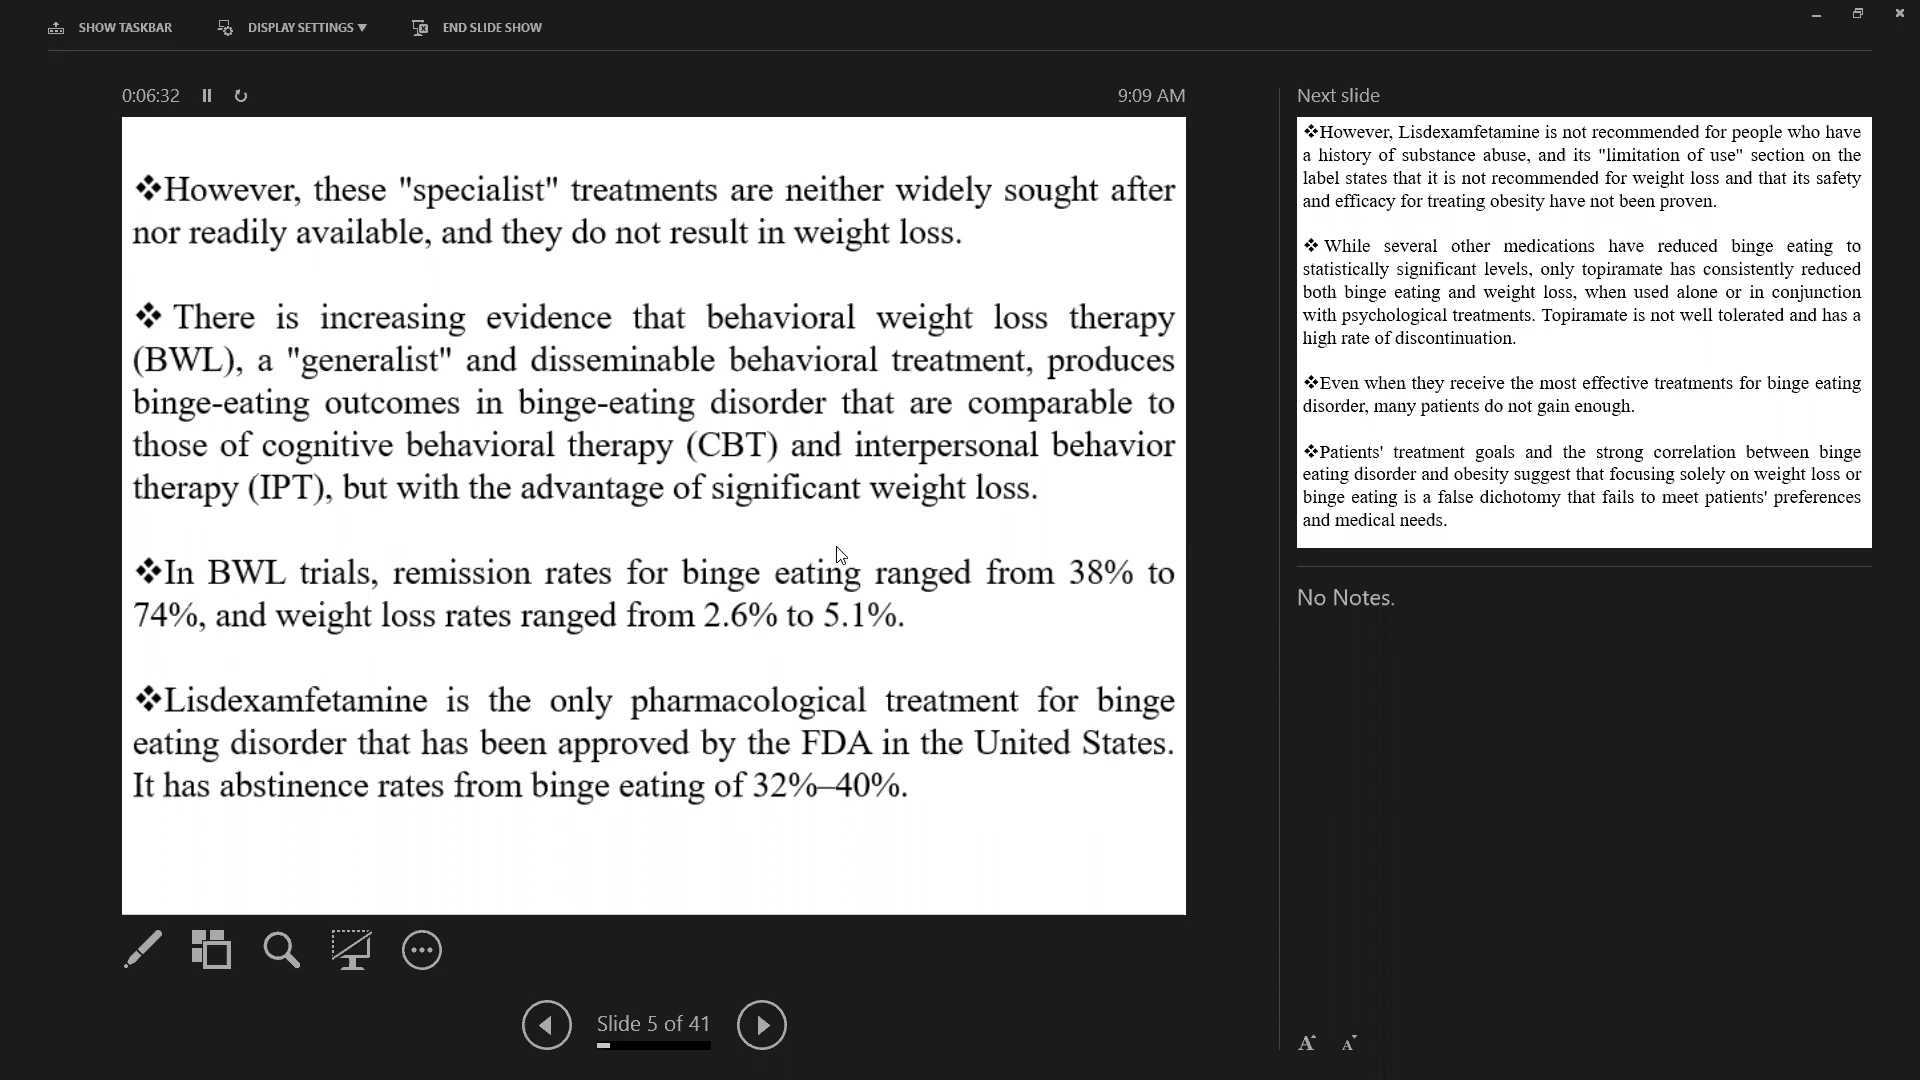 SHOW TASKBAR
DISPLAY SETTINGS ▾
END SLIDE SHOW
0:06:32
9:09 AM
❖However, these "specialist" treatments are neither widely sought after
nor readily available, and they do not result in weight loss.
❖ There is increasing evidence that behavioral weight loss therapy
(BWL), a "generalist" and disseminable behavioral treatment, produces
binge-eating outcomes in binge-eating disorder that are comparable to
those of cognitive behavioral therapy (CBT) and interpersonal behavior
therapy (IPT), but with the advantage of significant weight loss.
❖In BWL trials, remission rates for binge eating ranged from 38% to
74%, and weight loss rates ranged from 2.6% to 5.1%.
❖Lisdexamfetamine is the only pharmacological treatment for binge
eating disorder that has been approved by the FDA in the United States.
It has abstinence rates from binge eating of 32%–40%.
Slide 5 of 41
Next slide
❖However, Lisdexamfetamine is not recommended for people who have
a history of substance abuse, and its "limitation of use" section on the
label states that it is not recommended for weight loss and that its safety
and efficacy for treating obesity have not been proven.
❖ While several other medications have reduced binge eating to
statistically significant levels, only topiramate has consistently reduced
both binge eating and weight loss, when used alone or in conjunction
with psychological treatments. Topiramate is not well tolerated and has a
high rate of discontinuation.
❖Even when they receive the most effective treatments for binge eating
disorder, many patients do not gain enough.
❖Patients' treatment goals and the strong correlation between binge
eating disorder and obesity suggest that focusing solely on weight loss or
binge eating is a false dichotomy that fails to meet patients' preferences
and medical needs.
No Notes.
A A